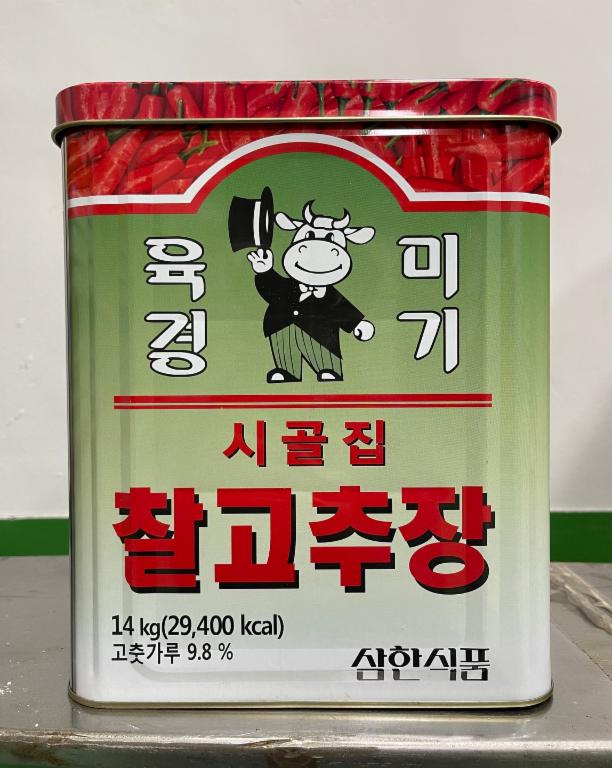 육 미
경 기
시골집
찰고추장
14 kg(29,400 kcal)
고춧가루 9.8 %
삼한식품